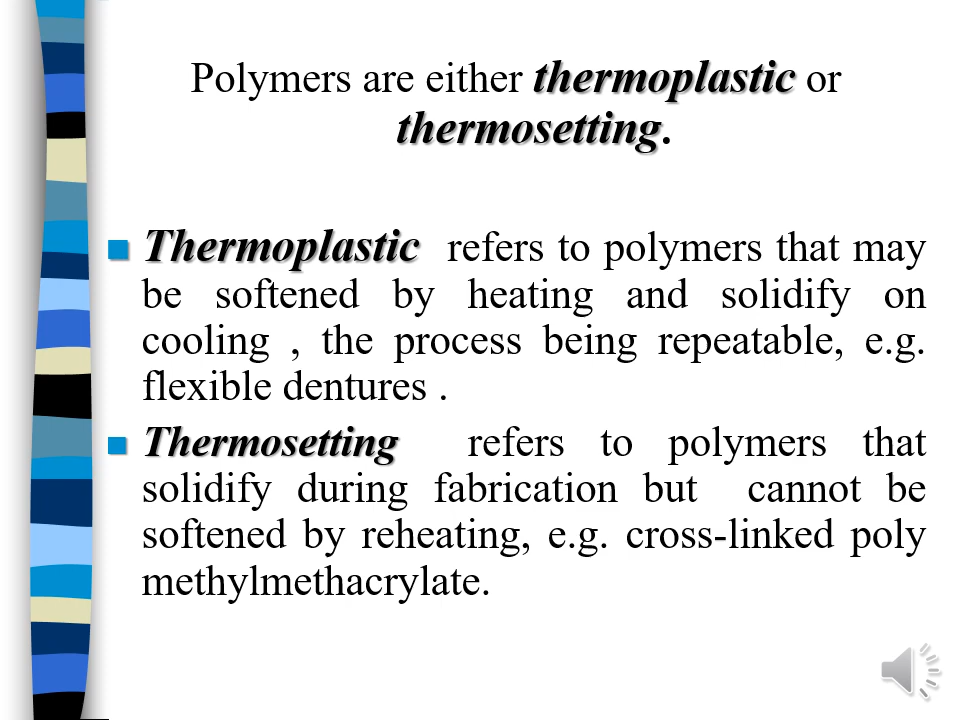 Polymers are either thermoplastic or
thermosetting.
Thermoplastic refers to polymers that may
be softened by heating and solidify on
cooling , the process being repeatable, e.g.
flexible dentures .
Thermosetting refers to polymers that
solidify during fabrication but cannot be
softened by reheating, e.g. cross-linked poly
methylmethacrylate.